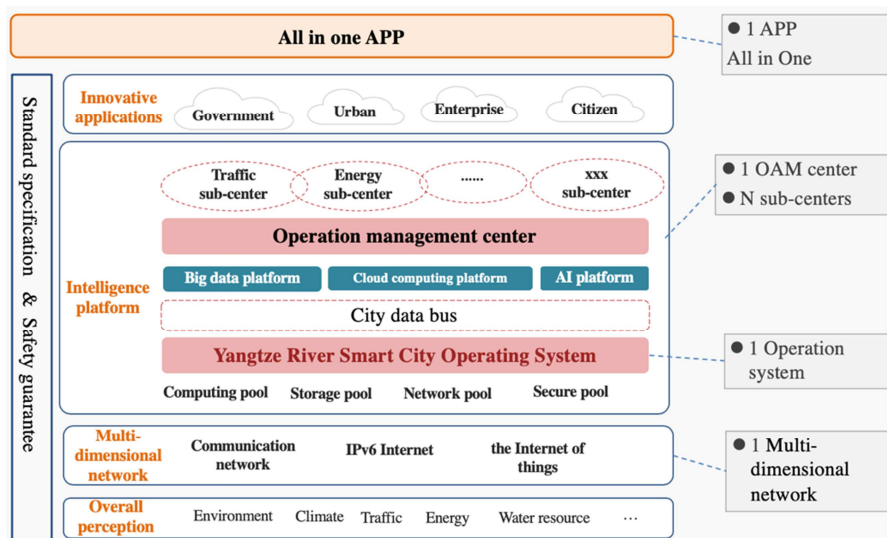 All in one APP
● 1 APP
All in One
Standard specification & Safety guarantee
Innovative
applications
Government
Urban
Enterprise
Citizen
Traffic
sub-center
Energy
sub-center
......
xxx
sub-center
● 1 OAM center
● N sub-centers
Operation management center
Intelligence
platform
Big data platform
Cloud computing platform
AI platform
City data bus
Yangtze River Smart City Operating System
● 1 Operation
system
Computing pool
Storage pool
Network pool
Secure pool
Multi-
dimensional
network
Communication
network
IPv6 Internet
the Internet of
things
● 1 Multi-
dimensional
network
Overall
perception
Environment
Climate
Traffic
Energy
Water resource
...